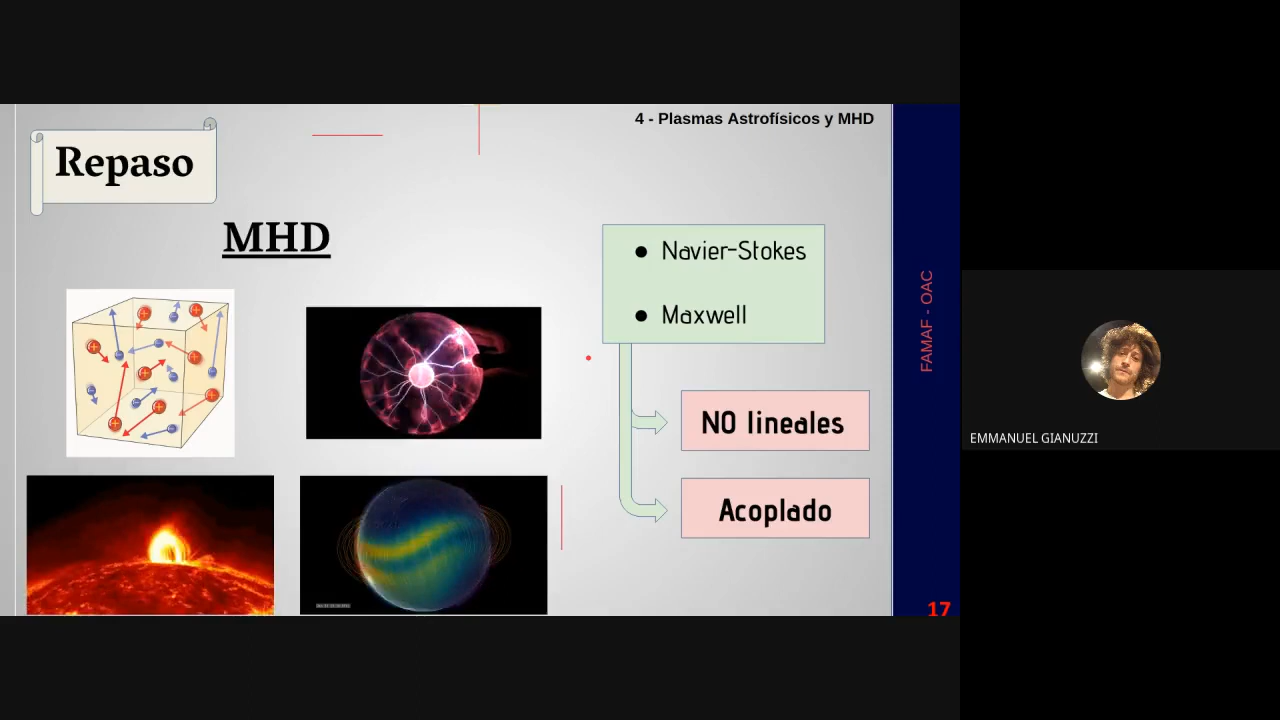 4 - Plasmas Astrofísicos y MHD
Repaso
MHD
● Navier-Stokes
● Maxwell
NO lineales
Acoplado
FAMAF - OAC
17
EMMANUEL GIANUZZI